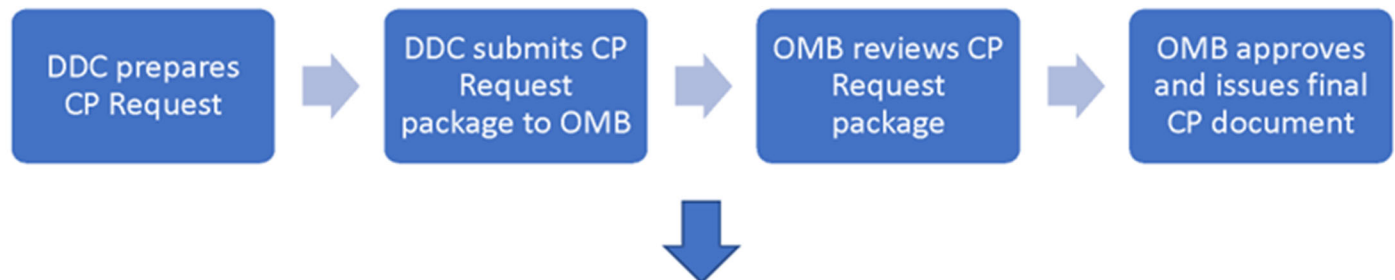 DDC prepares
CP Request
DDC submits CP
Request
package to OMB
OMB reviews CP
Request
package
OMB approves
and issues final
CP document